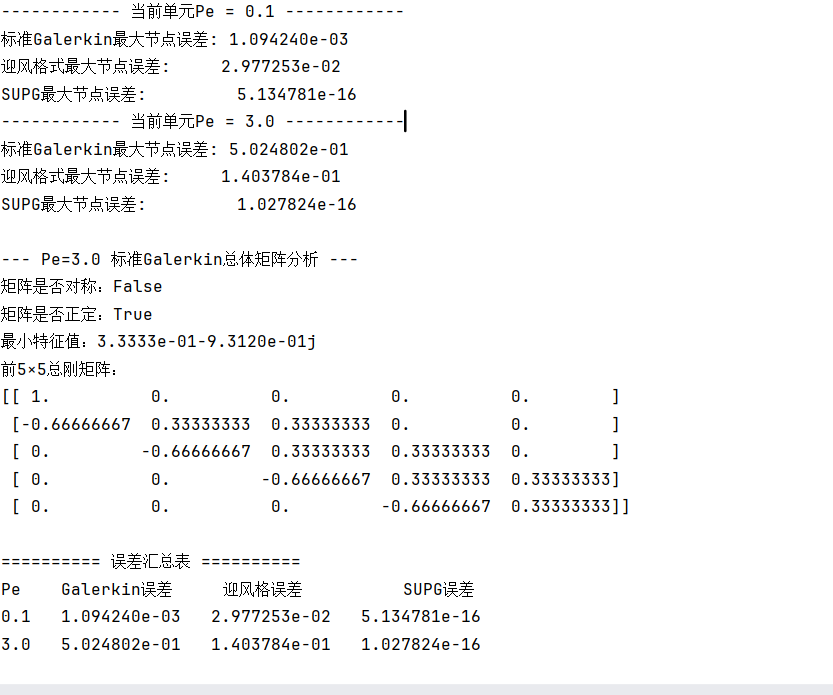 ------------ 当前单元Pe = 0.1 ------------
标准Galerkin最大节点误差: 1.094240e-03
迎风格式最大节点误差:     2.977253e-02
SUPG最大节点误差:         5.134781e-16
------------ 当前单元Pe = 3.0 ------------
标准Galerkin最大节点误差: 5.024802e-01
迎风格式最大节点误差:     1.403784e-01
SUPG最大节点误差:         1.027824e-16
--- Pe=3.0 标准Galerkin总体矩阵分析 ---
矩阵是否对称：False
矩阵是否正定：True
最小特征值：3.3333e-01-9.3120e-01j
前5×5总刚矩阵：
[[ 1.          0.          0.          0.          0.        ]
 [-0.66666667  0.33333333  0.33333333  0.          0.        ]
 [ 0.         -0.66666667  0.33333333  0.33333333  0.        ]
 [ 0.          0.         -0.66666667  0.33333333  0.33333333]
 [ 0.          0.          0.         -0.66666667  0.33333333]]
========== 误差汇总表 ==========
Pe    Galerkin误差     迎风格误差          SUPG误差
0.1   1.094240e-03   2.977253e-02   5.134781e-16
3.0   5.024802e-01   1.403784e-01   1.027824e-16